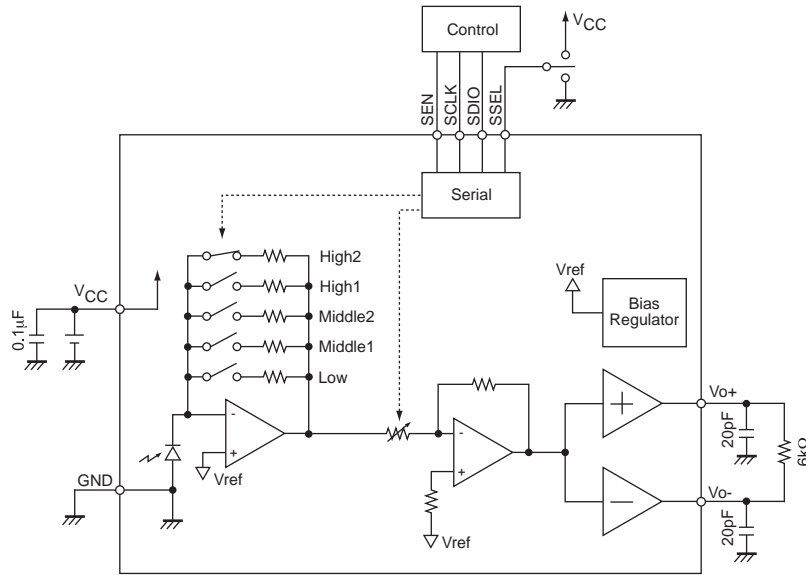 Control
VCC
SEN
SCLK
SDIO
SSEL
Serial
High2
High1
Middle2
Middle1
Low
VCC
0.1μF
Vref
Bias
Regulator
-
+
Vref
GND
-
+
Vref
Vo+
20pF
6kΩ
Vo-
20pF